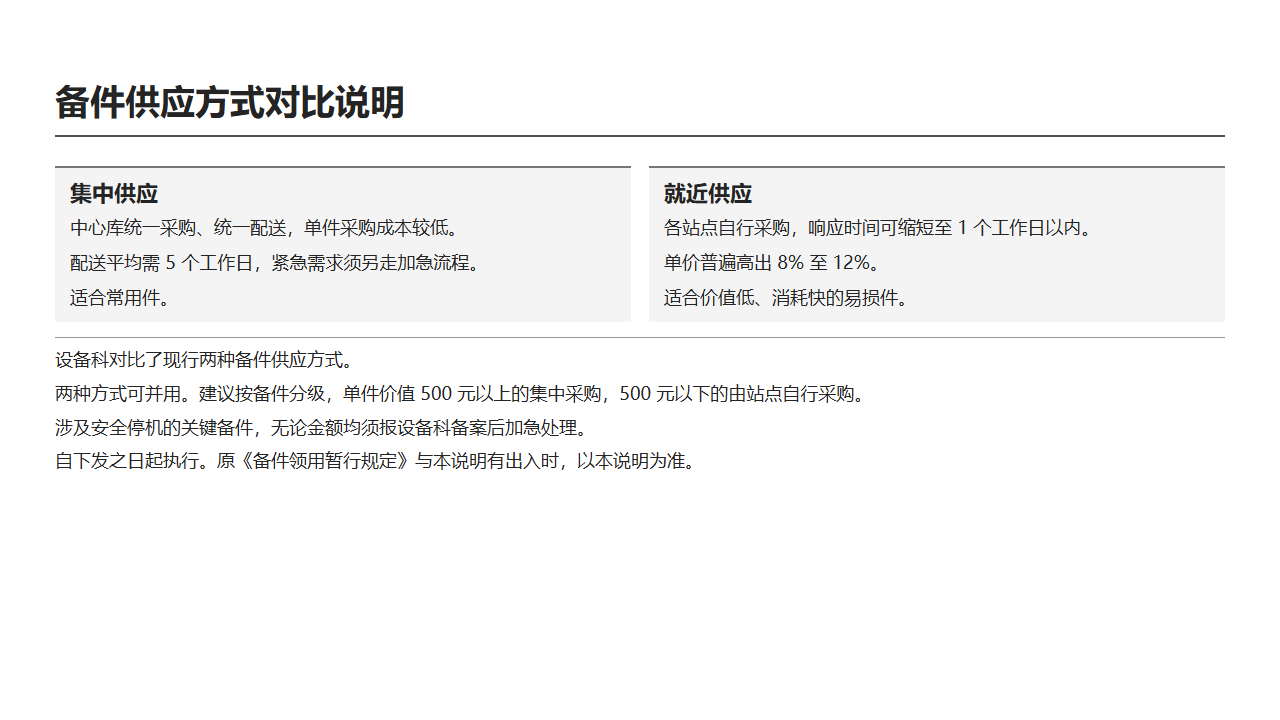 备件供应方式对比说明
集中供应
中心库统一采购、统一配送，单件采购成本较低。
配送平均需 5 个工作日，紧急需求须另走加急流程。
适合常用件。
就近供应
各站点自行采购，响应时间可缩短至 1 个工作日以内。
单价普遍高出 8% 至 12%。
适合价值低、消耗快的易损件。
设备科对比了现行两种备件供应方式。
两种方式可并用。建议按备件分级，单件价值 500 元以上的集中采购，500 元以下的由站点自行采购。
涉及安全停机的关键备件，无论金额均须报设备科备案后加急处理。
自下发之日起执行。原《备件领用暂行规定》与本说明有出入时，以本说明为准。